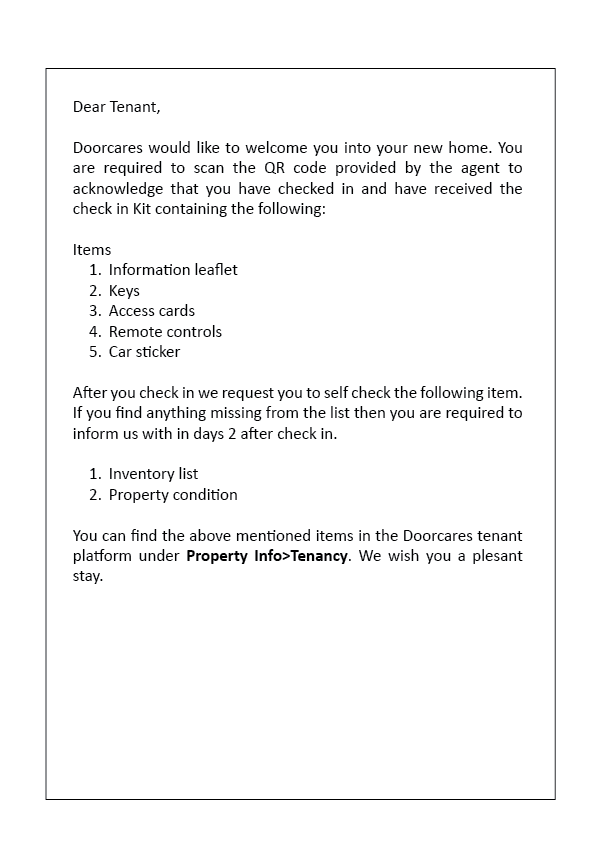 Dear Tenant,
Doorcares would like to welcome you into your new home. You
are required to scan the QR code provided by the agent to
acknowledge that you have checked in and have received the
check in Kit containing the following:
Items
1. Information leaflet
2. Keys
3. Access cards
4. Remote controls
5. Car sticker
After you check in we request you to self check the following item.
If you find anything missing from the list then you are required to
inform us with in days 2 after check in.
1. Inventory list
2. Property condition
You can find the above mentioned items in the Doorcares tenant
platform under Property Info>Tenancy. We wish you a plesant
stay.